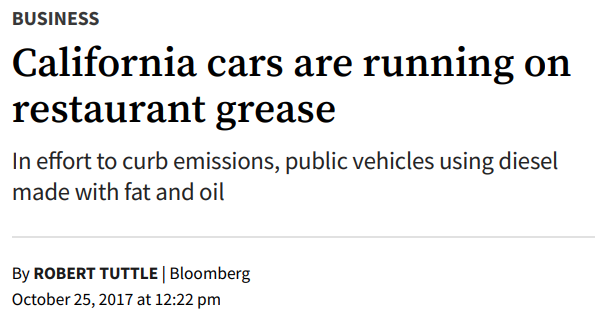 BUSINESS
California cars are running on
restaurant grease
In effort to curb emissions, public vehicles using diesel
made with fat and oil
By ROBERT TUTTLE | Bloomberg
October 25, 2017 at 12:22 pm